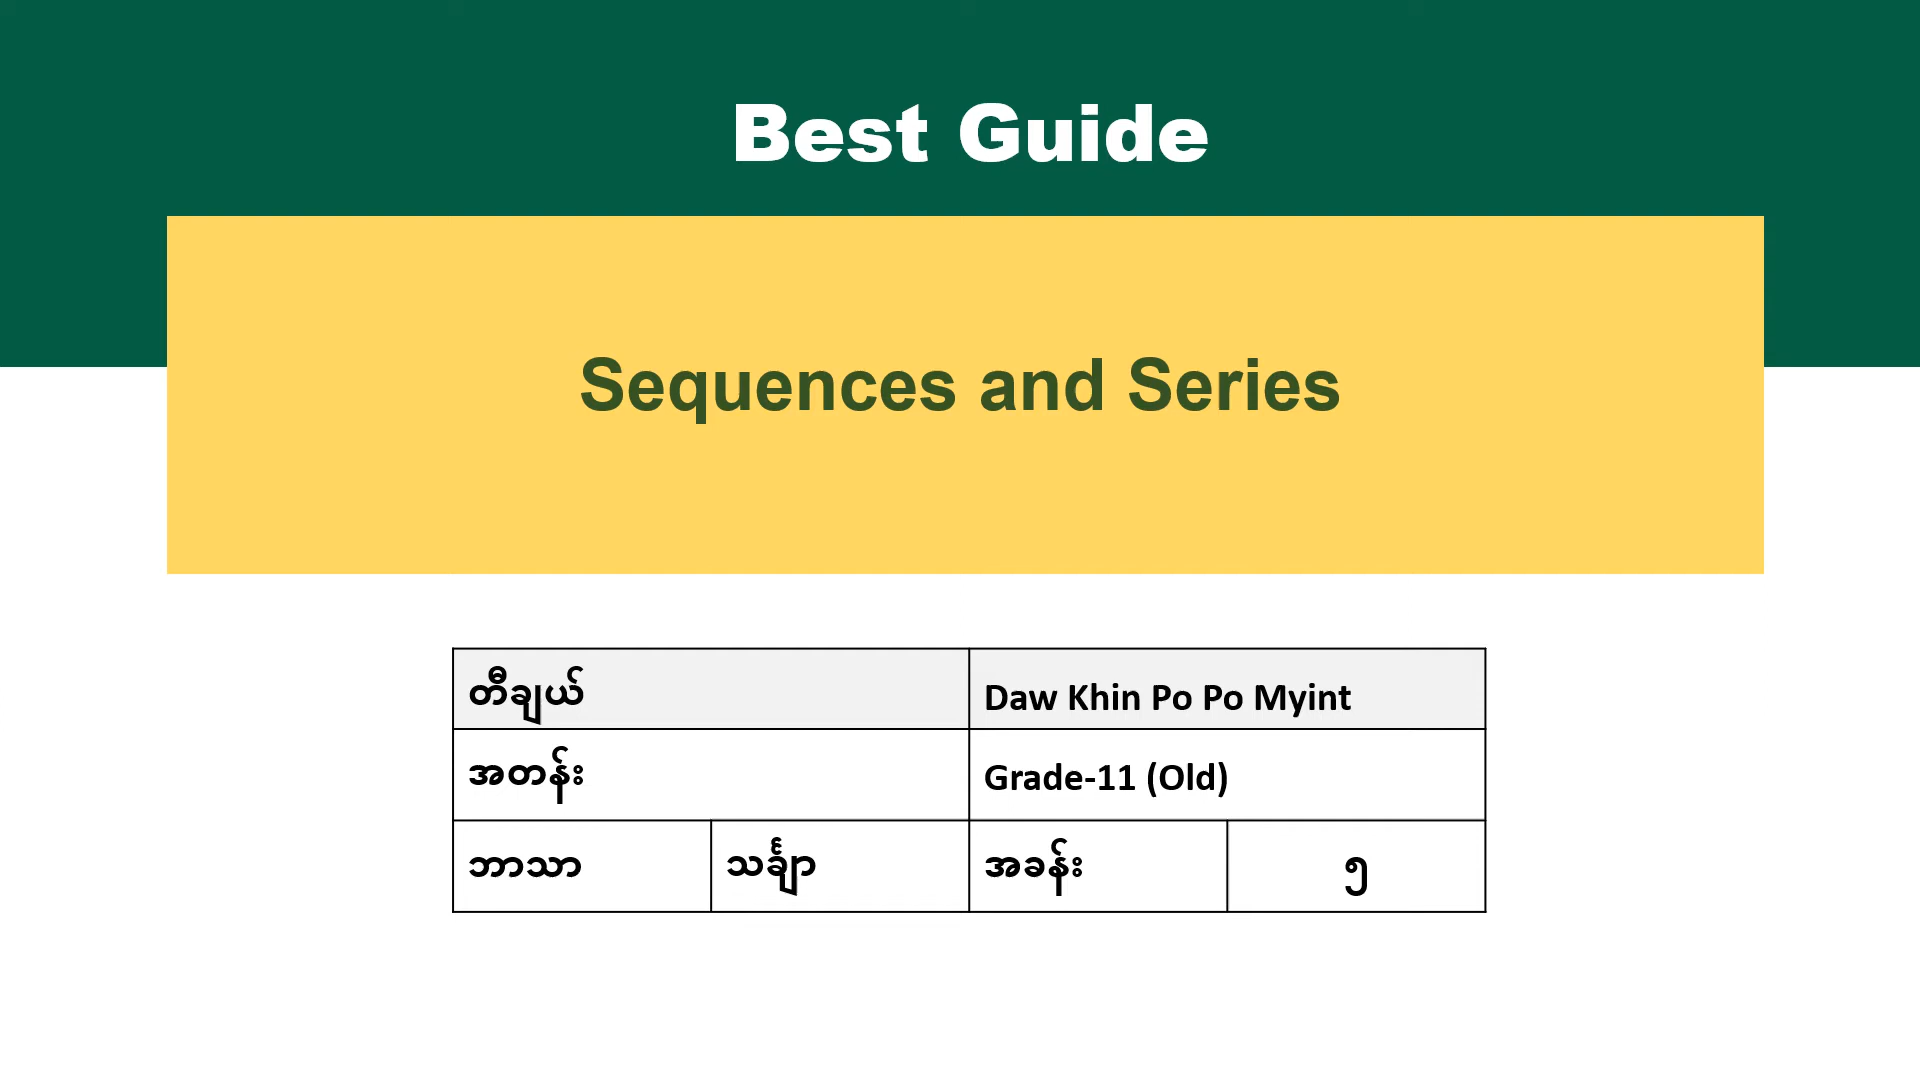 Best Guide
Sequences and Series
တီချယ် Daw Khin Po Po Myint
အတန်း Grade-11 (Old)
ဘာသာ သင်္ချာ အခန်း ၅